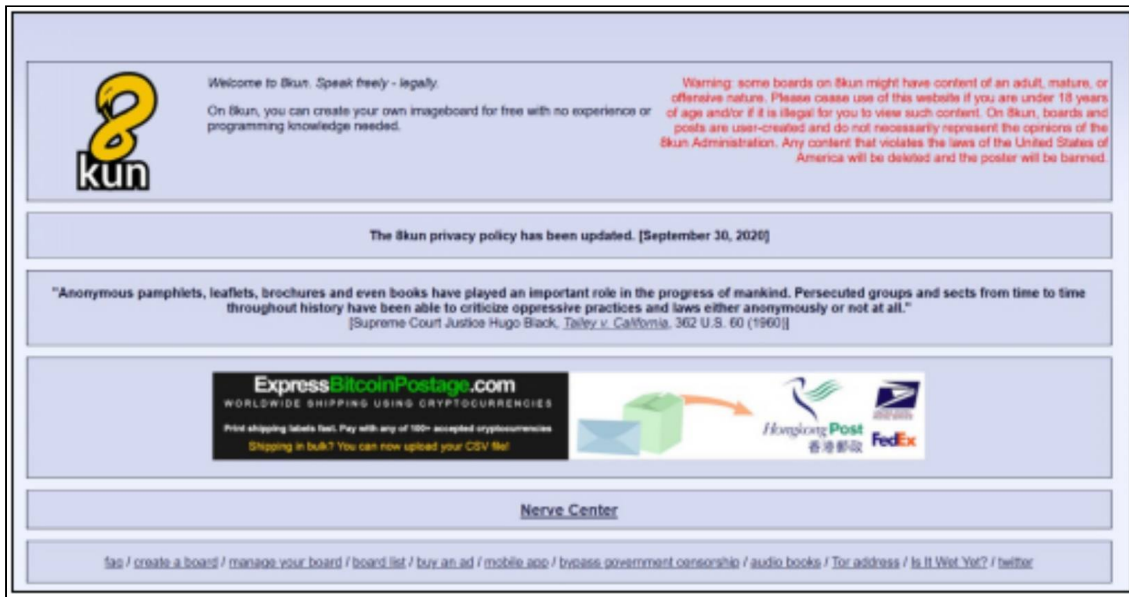 8
kun
Welcome to 8kun. Speak freely - legally.
On 8kun, you can create your own imageboard for free with no experience or
programming knowledge needed.
Warning: some boards on 8kun might have content of an adult, mature, or
offensive nature. Please cease use of this website if you are under 18 years
of age and/or if it is illegal for you to view such content. On 8kun, boards and
posts are user-created and do not necessarily represent the opinions of the
8kun Administration. Any content that violates the laws of the United States of
America will be deleted and the poster will be banned.
The 8kun privacy policy has been updated. [September 30, 2020]
"Anonymous pamphlets, leaflets, brochures and even books have played an important role in the progress of mankind. Persecuted groups and sects from time to time
throughout history have been able to criticize oppressive practices and laws either anonymously or not at all."
[Supreme Court Justice Hugo Black, Talley v. California, 362 U.S. 60 (1960)]
ExpressBitcoinPostage.com
WORLDWIDE SHIPPING USING CRYPTOCURRENCIES
Print shipping labels fast. Pay with any of 100+ accepted cryptocurrencies
Shipping in bulk? You can now upload your CSV file!
Hongkong Post
香港郵政
FedEx
Nerve Center
faq / create a board / manage your board / board list / buy an ad / mobile app / bypass government censorship / audio books / Tor address / Is It Wet Yet? / twitter